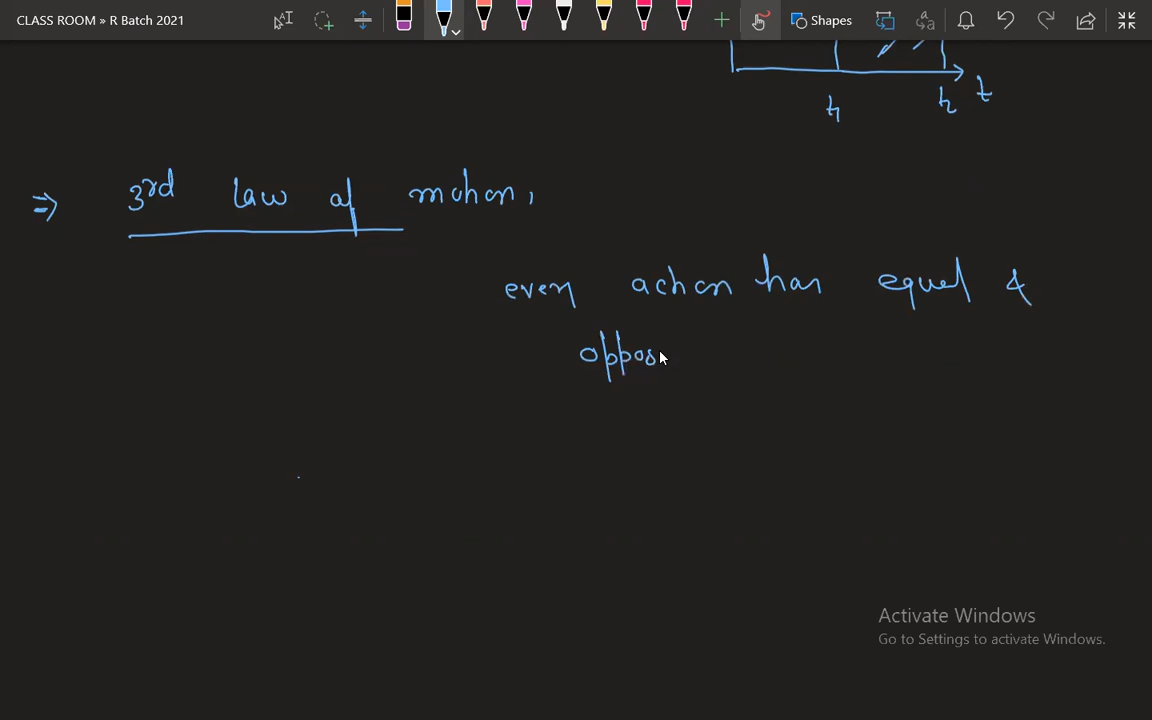 CLASS ROOM » R Batch 2021
Shapes
t₁ t₂ t
⇒ 3rd law of motion,
every action has equal &
oppos
Activate Windows
Go to Settings to activate Windows.